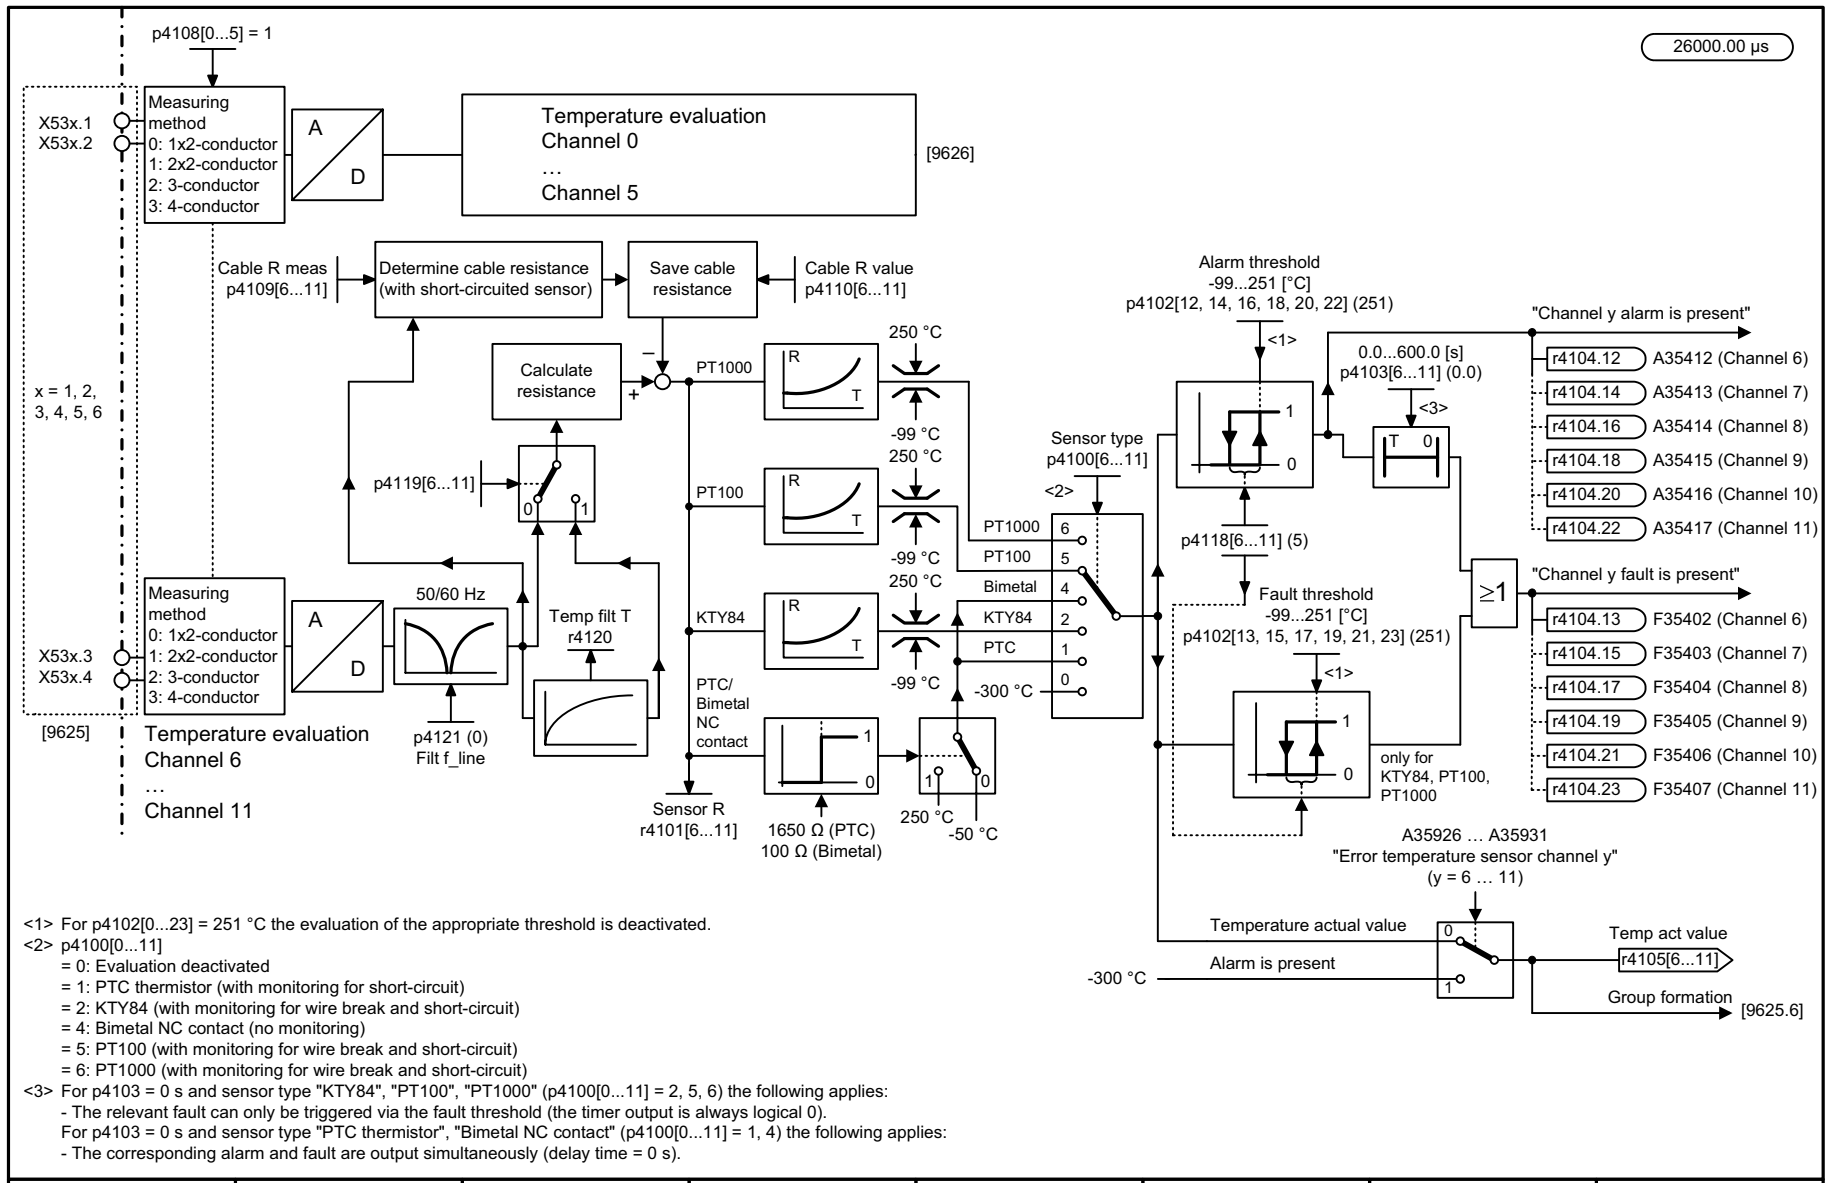 p4108[0...5] = 1
26000.00 µs
X53x.1
X53x.2
Measuring
method
0: 1x2-conductor
1: 2x2-conductor
2: 3-conductor
3: 4-conductor
A
D
Temperature evaluation
Channel 0
...
Channel 5
[9626]
Cable R meas
p4109[6...11]
Determine cable resistance
(with short-circuited sensor)
Save cable
resistance
Cable R value
p4110[6...11]
Alarm threshold
-99...251 [°C]
p4102[12, 14, 16, 18, 20, 22] (251)
<1>
"Channel y alarm is present"
r4104.12 A35412 (Channel 6)
r4104.14 A35413 (Channel 7)
r4104.16 A35414 (Channel 8)
r4104.18 A35415 (Channel 9)
r4104.20 A35416 (Channel 10)
r4104.22 A35417 (Channel 11)
0.0...600.0 [s]
p4103[6...11] (0.0)
<3>
T 0
1
0
x = 1, 2,
3, 4, 5, 6
Calculate
resistance
–
+
PT1000
R
T
250 °C
-99 °C
p4119[6...11]
0
1
PT100
R
T
250 °C
-99 °C
Sensor type
p4100[6...11]
<2>
PT1000
6
PT100
5
Bimetal
4
KTY84
2
PTC
1
-300 °C
0
p4118[6...11] (5)
KTY84
R
T
250 °C
-99 °C
≥1
"Channel y fault is present"
r4104.13 F35402 (Channel 6)
r4104.15 F35403 (Channel 7)
r4104.17 F35404 (Channel 8)
r4104.19 F35405 (Channel 9)
r4104.21 F35406 (Channel 10)
r4104.23 F35407 (Channel 11)
Fault threshold
-99...251 [°C]
p4102[13, 15, 17, 19, 21, 23] (251)
<1>
1
0
only for
KTY84, PT100,
PT1000
X53x.3
X53x.4
[9625]
Measuring
method
0: 1x2-conductor
1: 2x2-conductor
2: 3-conductor
3: 4-conductor
A
D
50/60 Hz
p4121 (0)
Filt f_line
Temp filt T
r4120
Temperature evaluation
Channel 6
...
Channel 11
PTC/
Bimetal
NC
contact
Sensor R
r4101[6...11]
1
0
1650 Ω (PTC)
100 Ω (Bimetal)
1
0
250 °C
-50 °C
A35926 ... A35931
"Error temperature sensor channel y"
(y = 6 ... 11)
Temperature actual value
0
Alarm is present
-300 °C
1
Temp act value
r4105[6...11]
Group formation
[9625.6]
<1> For p4102[0...23] = 251 °C the evaluation of the appropriate threshold is deactivated.
<2> p4100[0...11]
= 0: Evaluation deactivated
= 1: PTC thermistor (with monitoring for short-circuit)
= 2: KTY84 (with monitoring for wire break and short-circuit)
= 4: Bimetal NC contact (no monitoring)
= 5: PT100 (with monitoring for wire break and short-circuit)
= 6: PT1000 (with monitoring for wire break and short-circuit)
<3> For p4103 = 0 s and sensor type "KTY84", "PT100", "PT1000" (p4100[0...11] = 2, 5, 6) the following applies:
- The relevant fault can only be triggered via the fault threshold (the timer output is always logical 0).
For p4103 = 0 s and sensor type "PTC thermistor", "Bimetal NC contact" (p4100[0...11] = 1, 4) the following applies:
- The corresponding alarm and fault are output simultaneously (delay time = 0 s).